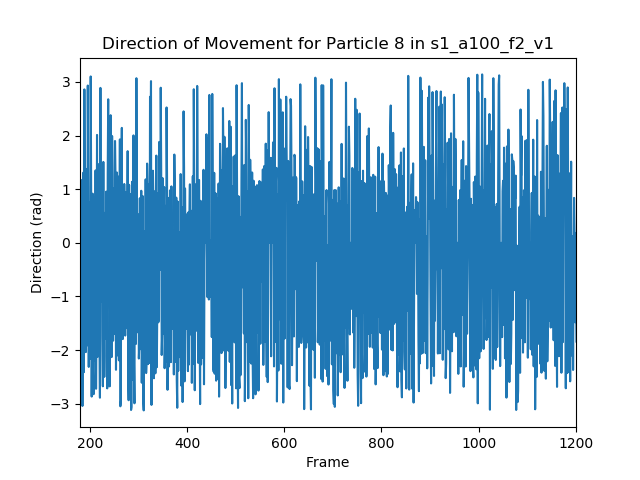 Direction of Movement for Particle 8 in s1_a100_f2_v1
3
2
1
0
−1
−2
−3
Direction (rad)
200 400 600 800 1000 1200
Frame